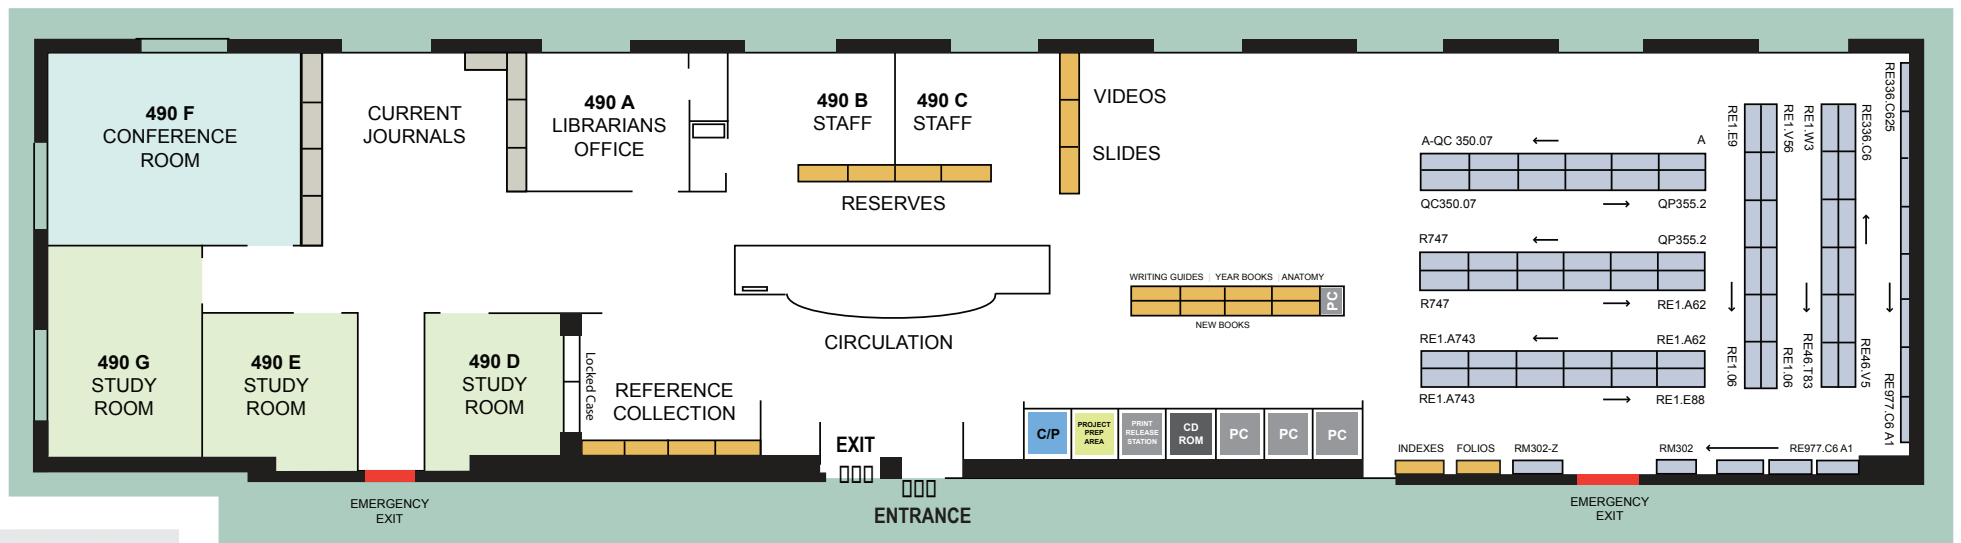 490 F
CONFERENCE
ROOM
CURRENT
JOURNALS
490 A
LIBRARIANS
OFFICE
490 B
STAFF
490 C
STAFF
RESERVES
VIDEOS
SLIDES
A-QC 350.07
A
QC350.07
QP355.2
R747
QP355.2
R747
RE1.A62
RE1.A743
RE1.A62
RE1.A743
RE1.E88
RE1.E9
RE1.06
RE1.V56
RE1.06
RE1.W3
RE46.T83
RE336.C6
RE46.V5
RE336.C625
RE977.C6 A1
WRITING GUIDES
YEAR BOOKS
ANATOMY
PC
NEW BOOKS
CIRCULATION
490 G
STUDY
ROOM
490 E
STUDY
ROOM
490 D
STUDY
ROOM
Locked Case
REFERENCE
COLLECTION
EXIT
ENTRANCE
C/P
PROJECT
PREP
AREA
PRINT
RELEASE
STATION
CD
ROM
PC
PC
PC
INDEXES
FOLIOS
RM302-Z
RM302
RE977.C6 A1
EMERGENCY
EXIT
EMERGENCY
EXIT